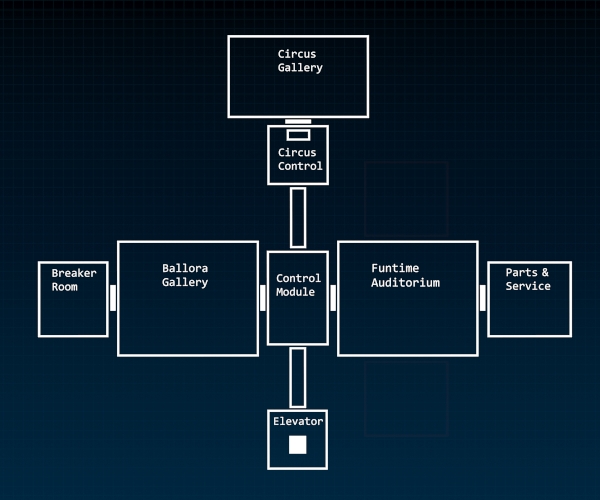 Circus
Gallery
Circus
Control
Breaker
Room
Ballora
Gallery
Control
Module
Funtime
Auditorium
Parts &
Service
Elevator